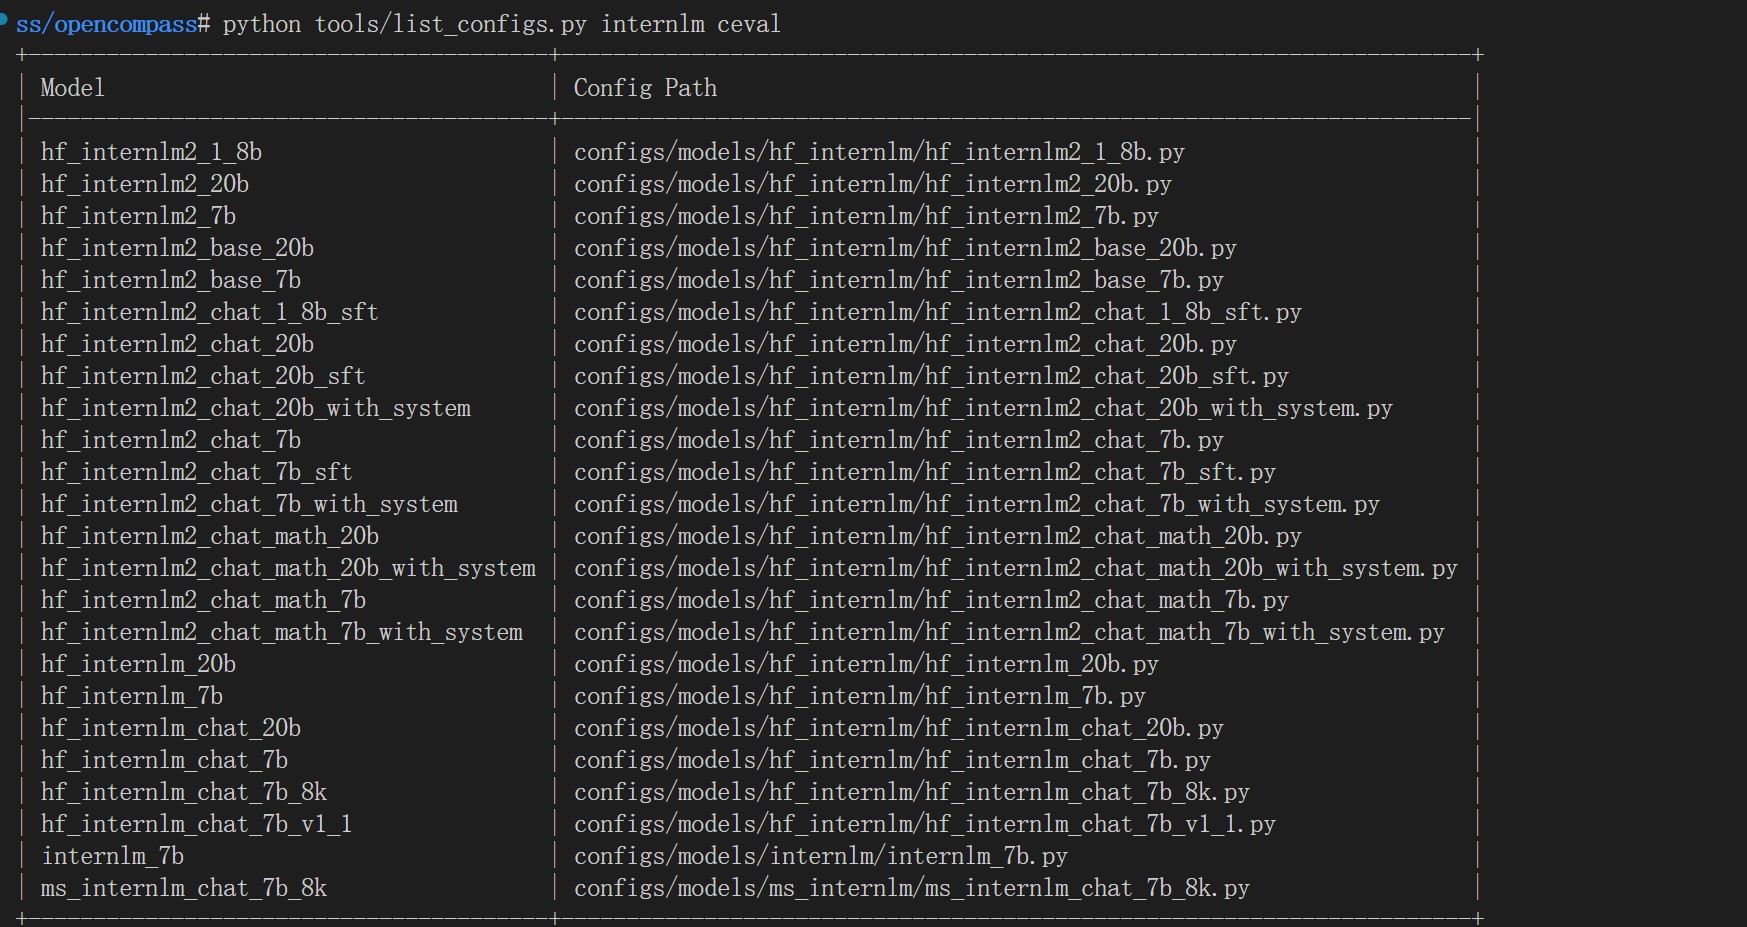 ss/opencompass# python tools/list_configs.py internlm ceval
+----------------------------------------+----------------------------------------------------------------------+
| Model | Config Path |
|----------------------------------------+----------------------------------------------------------------------|
| hf_internlm2_1_8b | configs/models/hf_internlm/hf_internlm2_1_8b.py |
| hf_internlm2_20b | configs/models/hf_internlm/hf_internlm2_20b.py |
| hf_internlm2_7b | configs/models/hf_internlm/hf_internlm2_7b.py |
| hf_internlm2_base_20b | configs/models/hf_internlm/hf_internlm2_base_20b.py |
| hf_internlm2_base_7b | configs/models/hf_internlm/hf_internlm2_base_7b.py |
| hf_internlm2_chat_1_8b_sft | configs/models/hf_internlm/hf_internlm2_chat_1_8b_sft.py |
| hf_internlm2_chat_20b | configs/models/hf_internlm/hf_internlm2_chat_20b.py |
| hf_internlm2_chat_20b_sft | configs/models/hf_internlm/hf_internlm2_chat_20b_sft.py |
| hf_internlm2_chat_20b_with_system | configs/models/hf_internlm/hf_internlm2_chat_20b_with_system.py |
| hf_internlm2_chat_7b | configs/models/hf_internlm/hf_internlm2_chat_7b.py |
| hf_internlm2_chat_7b_sft | configs/models/hf_internlm/hf_internlm2_chat_7b_sft.py |
| hf_internlm2_chat_7b_with_system | configs/models/hf_internlm/hf_internlm2_chat_7b_with_system.py |
| hf_internlm2_chat_math_20b | configs/models/hf_internlm/hf_internlm2_chat_math_20b.py |
| hf_internlm2_chat_math_20b_with_system | configs/models/hf_internlm/hf_internlm2_chat_math_20b_with_system.py |
| hf_internlm2_chat_math_7b | configs/models/hf_internlm/hf_internlm2_chat_math_7b.py |
| hf_internlm2_chat_math_7b_with_system | configs/models/hf_internlm/hf_internlm2_chat_math_7b_with_system.py |
| hf_internlm_20b | configs/models/hf_internlm/hf_internlm_20b.py |
| hf_internlm_7b | configs/models/hf_internlm/hf_internlm_7b.py |
| hf_internlm_chat_20b | configs/models/hf_internlm/hf_internlm_chat_20b.py |
| hf_internlm_chat_7b | configs/models/hf_internlm/hf_internlm_chat_7b.py |
| hf_internlm_chat_7b_8k | configs/models/hf_internlm/hf_internlm_chat_7b_8k.py |
| hf_internlm_chat_7b_v1_1 | configs/models/hf_internlm/hf_internlm_chat_7b_v1_1.py |
| internlm_7b | configs/models/internlm/internlm_7b.py |
| ms_internlm_chat_7b_8k | configs/models/ms_internlm/ms_internlm_chat_7b_8k.py |
+----------------------------------------+----------------------------------------------------------------------+